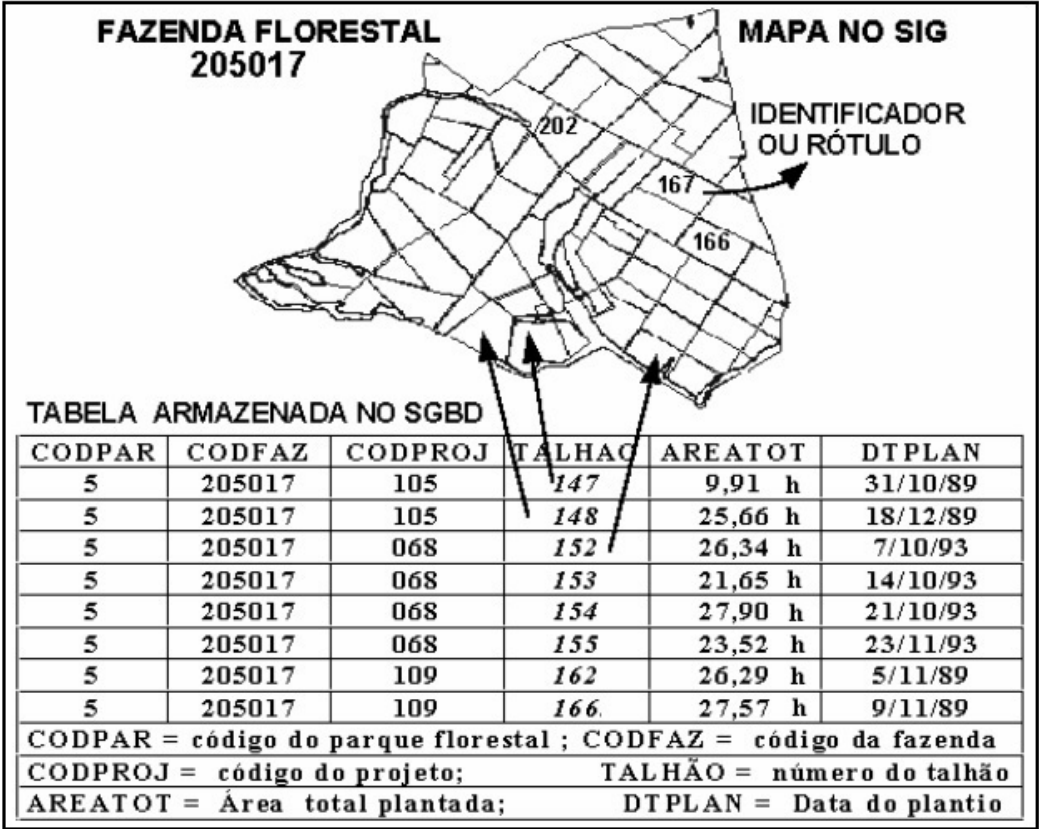 FAZENDA FLORESTAL
205017
MAPA NO SIG
202
IDENTIFICADOR
OU RÓTULO
167
166
TABELA ARMAZENADA NO SGBD
CODPAR CODFAZ CODPROJ TALHAO AREATOT DTPLAN
5 205017 105 147 9,91 h 31/10/89
5 205017 105 148 25,66 h 18/12/89
5 205017 068 152 26,34 h 7/10/93
5 205017 068 153 21,65 h 14/10/93
5 205017 068 154 27,90 h 21/10/93
5 205017 068 155 23,52 h 23/11/93
5 205017 109 162 26,29 h 5/11/89
5 205017 109 166. 27,57 h 9/11/89
CODPAR = código do parque florestal ; CODFAZ = código da fazenda
CODPROJ = código do projeto; TALHÃO = número do talhão
AREATOT = Área total plantada; DTPLAN = Data do plantio